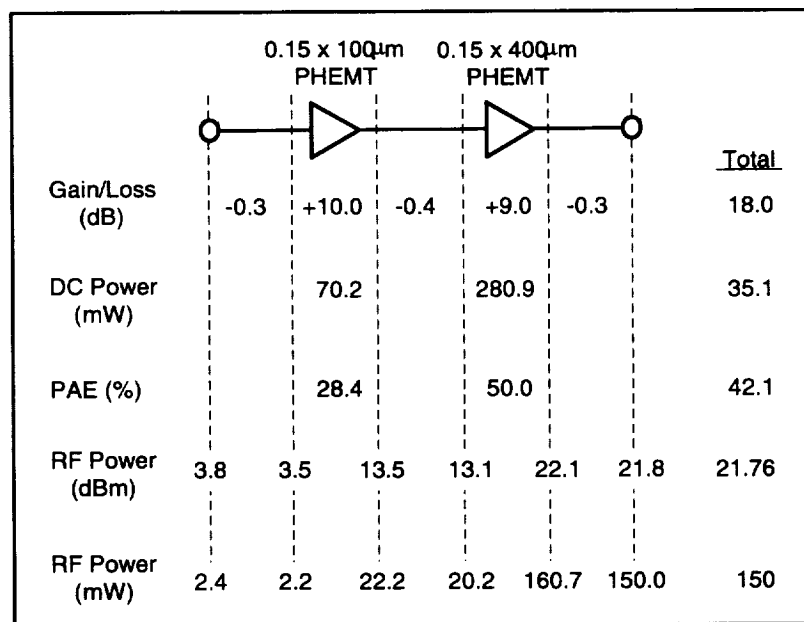 0.15 x 100µm 0.15 x 400µm
PHEMT PHEMT
Total
Gain/Loss
(dB) -0.3 +10.0 -0.4 +9.0 -0.3 18.0
DC Power
(mW) 70.2 280.9 35.1
PAE (%) 28.4 50.0 42.1
RF Power
(dBm) 3.8 3.5 13.5 13.1 22.1 21.8 21.76
RF Power
(mW) 2.4 2.2 22.2 20.2 160.7 150.0 150